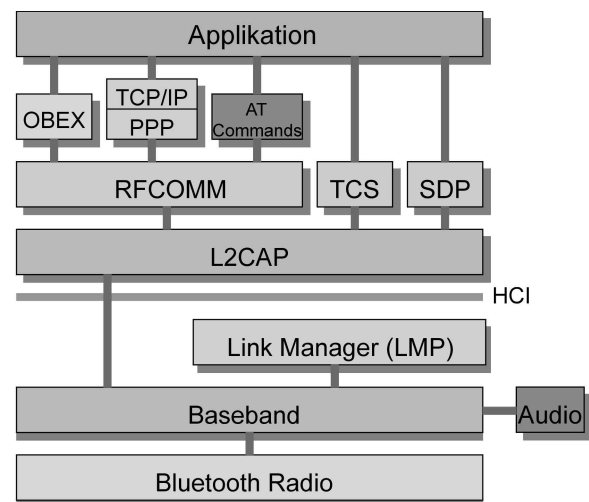 Applikation
OBEX
TCP/IP
PPP
AT
Commands
RFCOMM
TCS
SDP
L2CAP
HCI
Link Manager (LMP)
Baseband
Audio
Bluetooth Radio